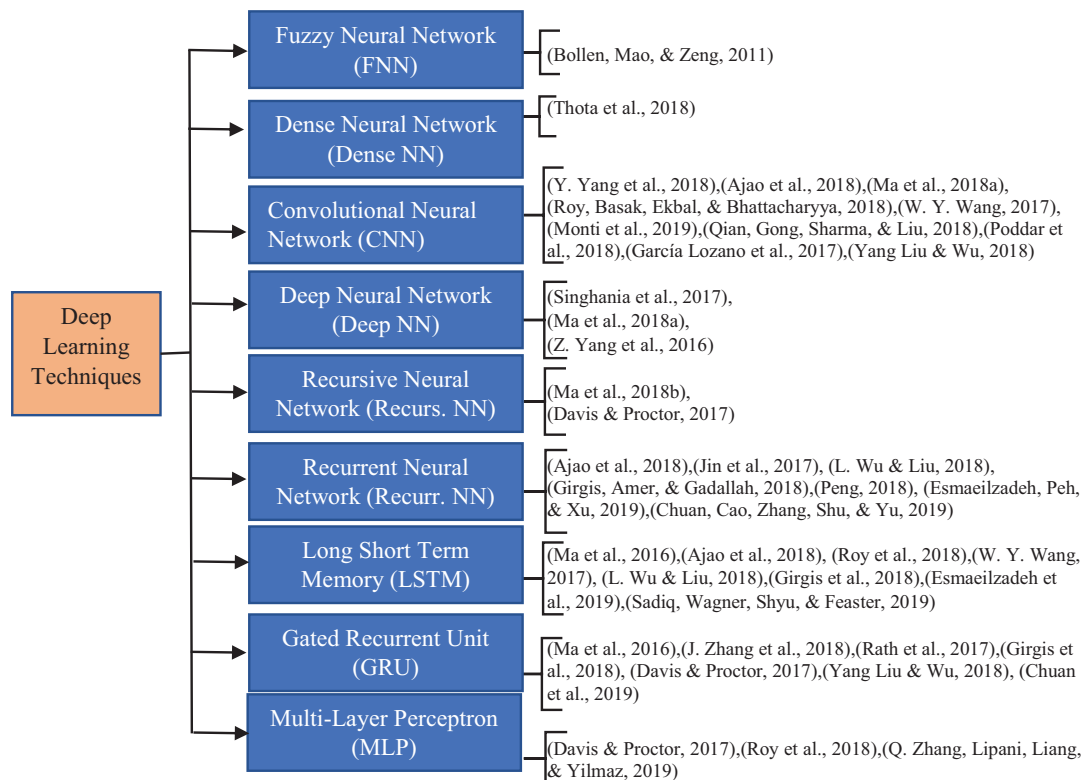 Deep
Learning
Techniques
Fuzzy Neural Network
(FNN)
(Bollen, Mao, & Zeng, 2011)
Dense Neural Network
(Dense NN)
(Thota et al., 2018)
Convolutional Neural
Network (CNN)
(Y. Yang et al., 2018),(Ajao et al., 2018),(Ma et al., 2018a),
(Roy, Basak, Ekbal, & Bhattacharyya, 2018),(W. Y. Wang, 2017),
(Monti et al., 2019),(Qian, Gong, Sharma, & Liu, 2018),(Poddar et
al., 2018),(García Lozano et al., 2017),(Yang Liu & Wu, 2018)
Deep Neural Network
(Deep NN)
(Singhania et al., 2017),
(Ma et al., 2018a),
(Z. Yang et al., 2016)
Recursive Neural
Network (Recurs. NN)
(Ma et al., 2018b),
(Davis & Proctor, 2017)
Recurrent Neural
Network (Recurr. NN)
(Ajao et al., 2018),(Jin et al., 2017), (L. Wu & Liu, 2018),
(Girgis, Amer, & Gadallah, 2018),(Peng, 2018), (Esmaeilzadeh, Peh,
& Xu, 2019),(Chuan, Cao, Zhang, Shu, & Yu, 2019)
Long Short Term
Memory (LSTM)
(Ma et al., 2016),(Ajao et al., 2018), (Roy et al., 2018),(W. Y. Wang,
2017), (L. Wu & Liu, 2018),(Girgis et al., 2018),(Esmaeilzadeh et
al., 2019),(Sadiq, Wagner, Shyu, & Feaster, 2019)
Gated Recurrent Unit
(GRU)
(Ma et al., 2016),(J. Zhang et al., 2018),(Rath et al., 2017),(Girgis et
al., 2018), (Davis & Proctor, 2017),(Yang Liu & Wu, 2018), (Chuan
et al., 2019)
Multi-Layer Perceptron
(MLP)
(Davis & Proctor, 2017),(Roy et al., 2018),(Q. Zhang, Lipani, Liang,
& Yilmaz, 2019)